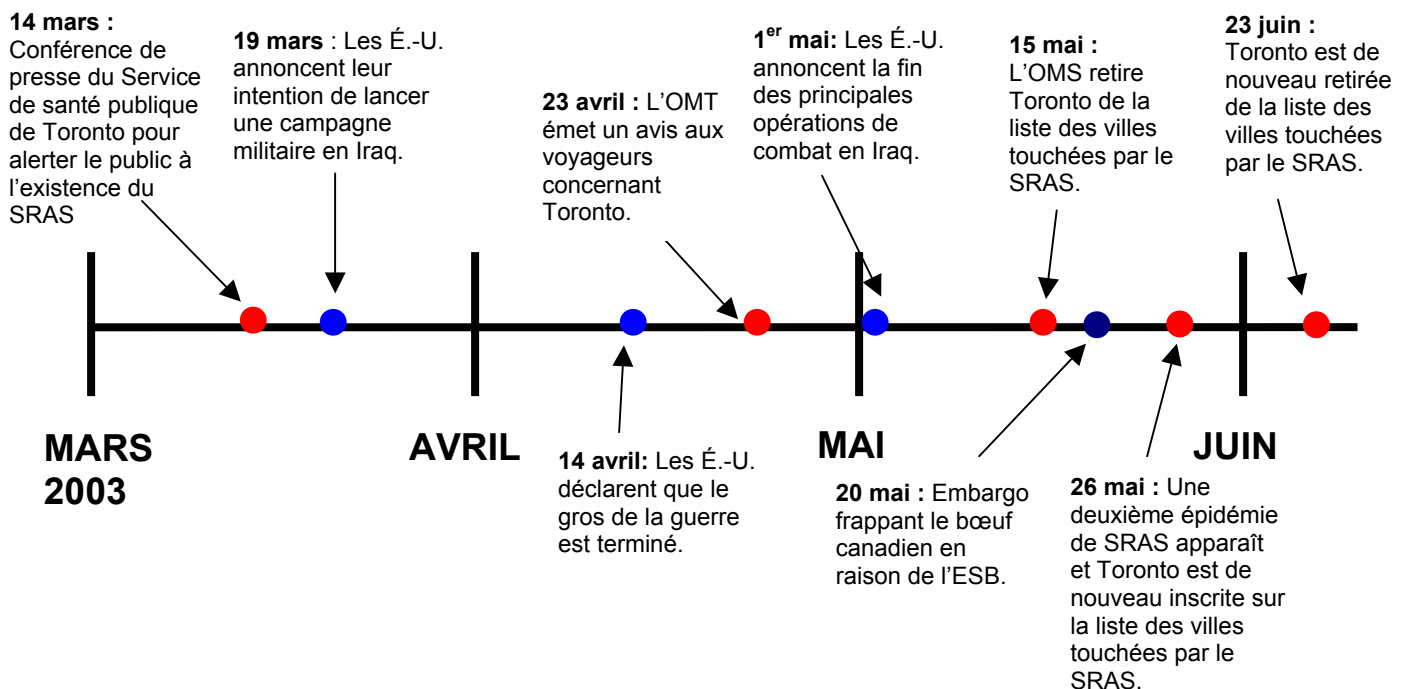 14 mars :
Conférence de
presse du Service
de santé publique
de Toronto pour
alerter le public à
l’existence du
SRAS
19 mars : Les É.-U.
annoncent leur
intention de lancer
une campagne
militaire en Iraq.
23 avril : L’OMT
émet un avis aux
voyageurs
concernant
Toronto.
1er mai: Les É.-U.
annoncent la fin
des principales
opérations de
combat en Iraq.
15 mai :
L’OMS retire
Toronto de la
liste des villes
touchées par le
SRAS.
23 juin :
Toronto est de
nouveau retirée
de la liste des
villes touchées
par le SRAS.
MARS
2003
AVRIL
MAI
JUIN
14 avril: Les É.-U.
déclarent que le
gros de la guerre
est terminé.
20 mai : Embargo
frappant le bœuf
canadien en
raison de l’ESB.
26 mai : Une
deuxième épidémie
de SRAS apparaît
et Toronto est de
nouveau inscrite sur
la liste des villes
touchées par le
SRAS.